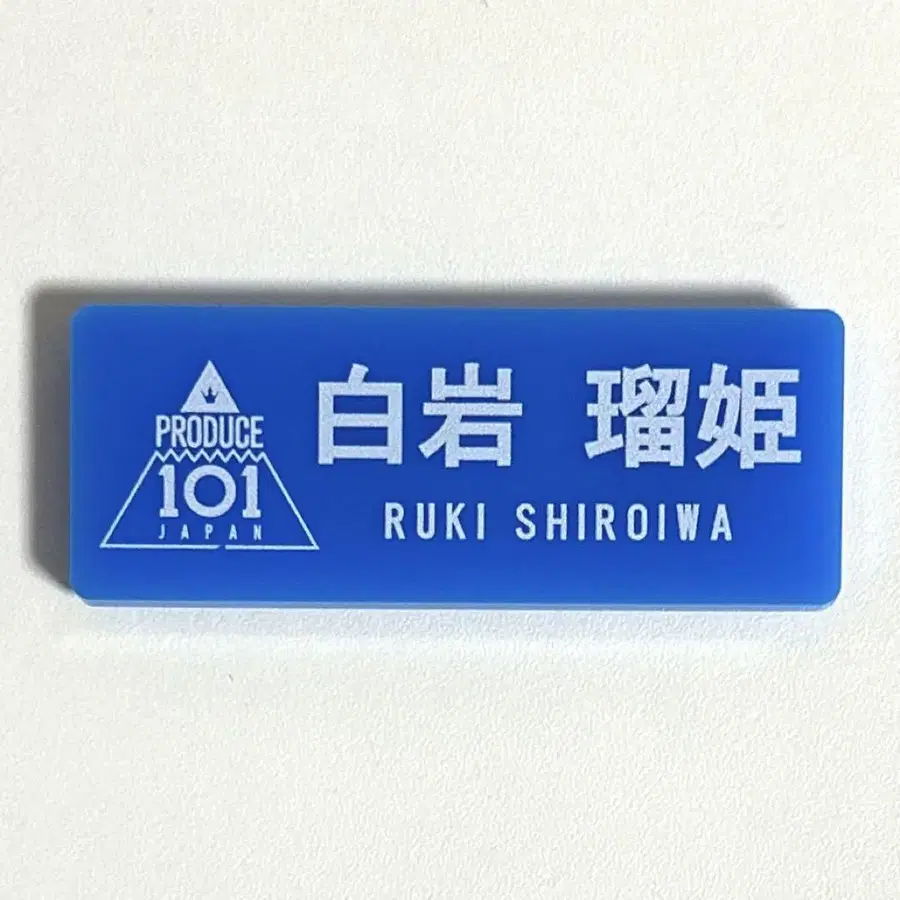 PRODUCE
101
JAPAN
白岩 瑠姫
RUKI SHIROIWA